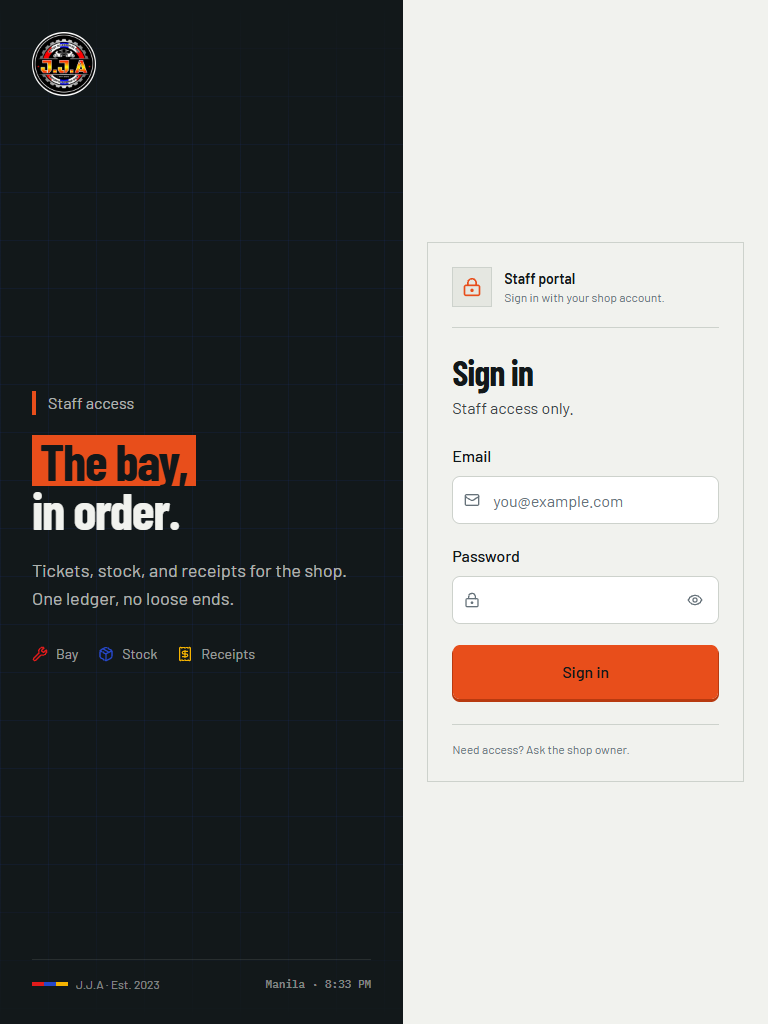 J.J.A
Staff access
The bay,
in order.
Tickets, stock, and receipts for the shop.
One ledger, no loose ends.
Bay
Stock
Receipts
J.J.A · Est. 2023
Manila · 8:33 PM
Staff portal
Sign in with your shop account.
Sign in
Staff access only.
Email
you@example.com
Password
Sign in
Need access? Ask the shop owner.